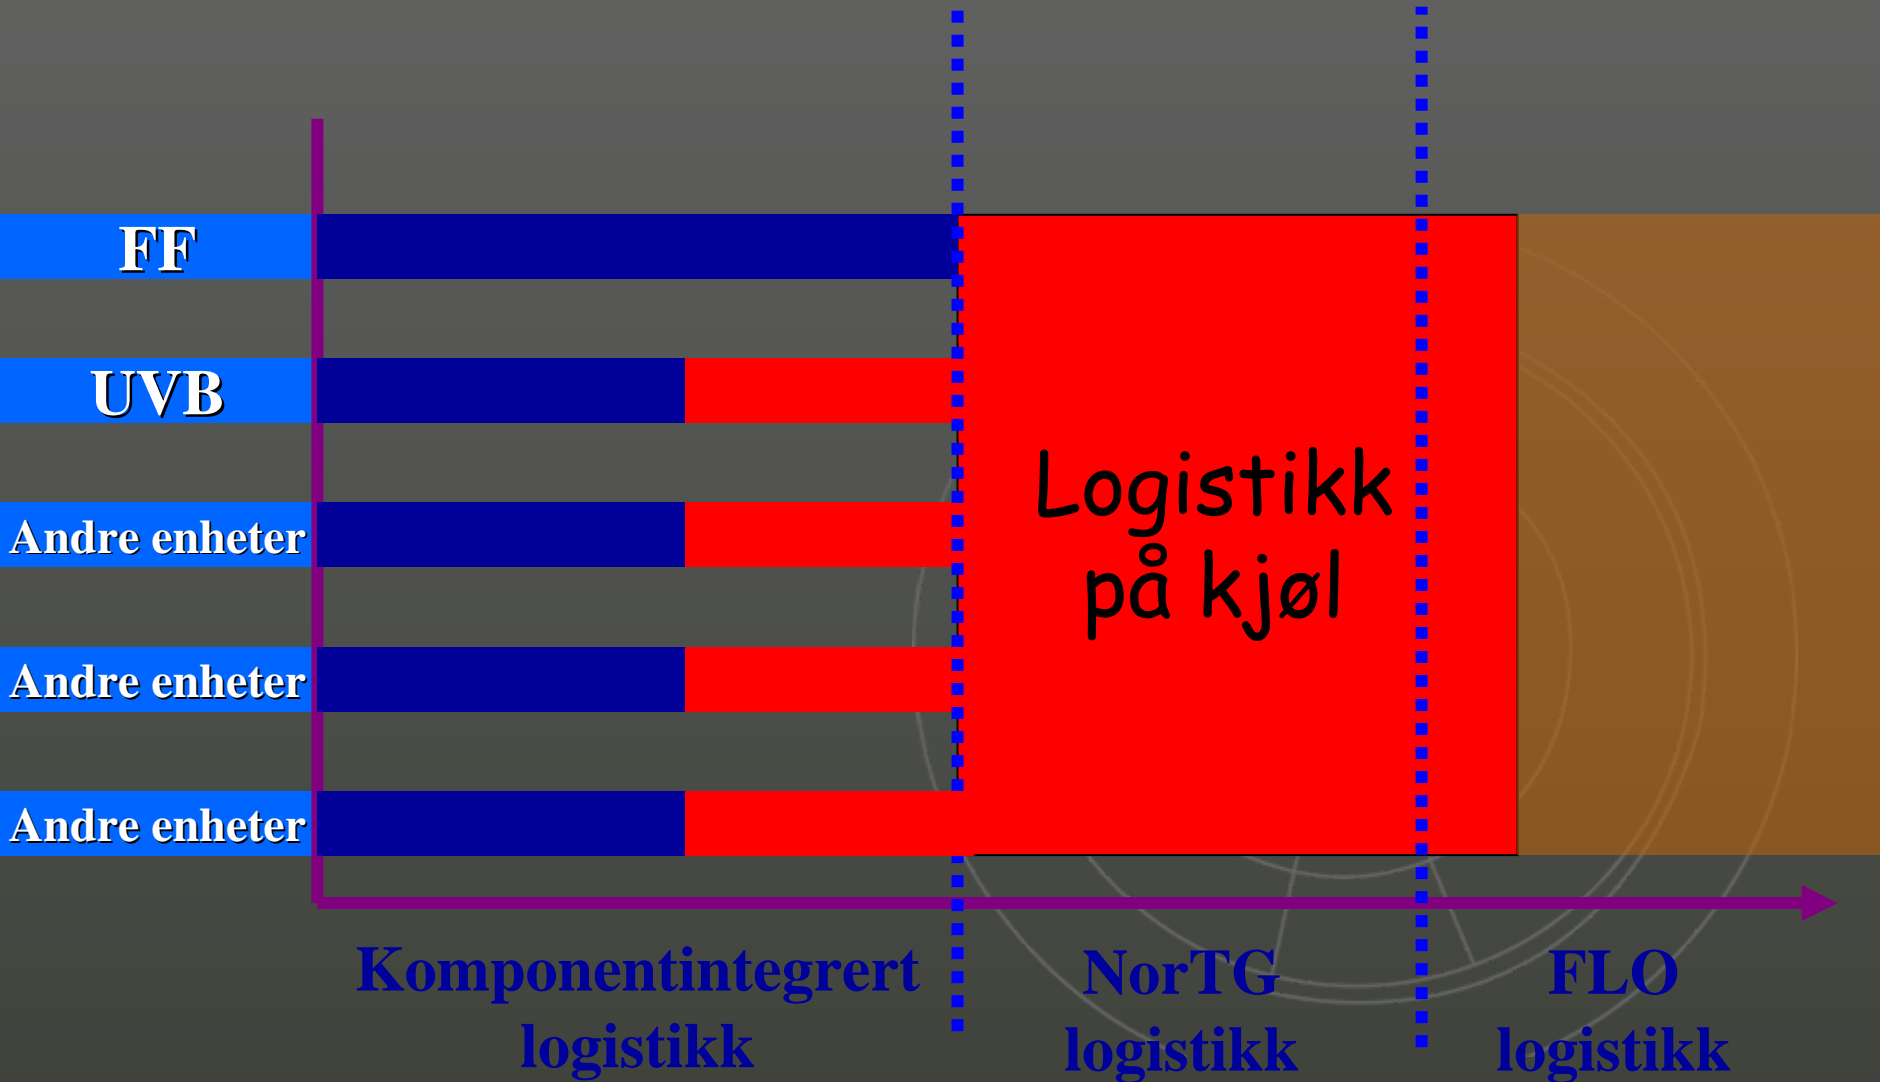 FF
UVB
Andre enheter
Andre enheter
Andre enheter
Logistikk
på kjøl
Komponentintegrert
logistikk
NorTG
logistikk
FLO
logistikk